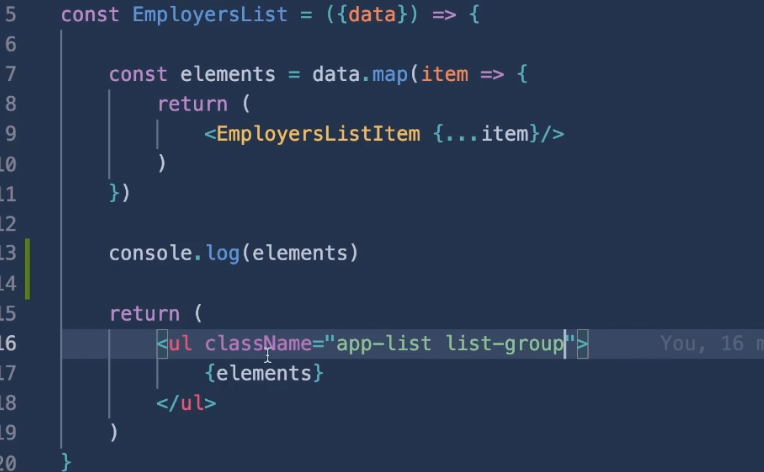 5 const EmployersList = ({data}) => {
6
7 const elements = data.map(item => {
8 return (
9 <EmployersListItem {...item}/>
10 )
11 })
12
13 console.log(elements)
14
15 return (
16 <ul className="app-list list-group"> You, 16 m
17 {elements}
18 </ul>
19 )
20 }